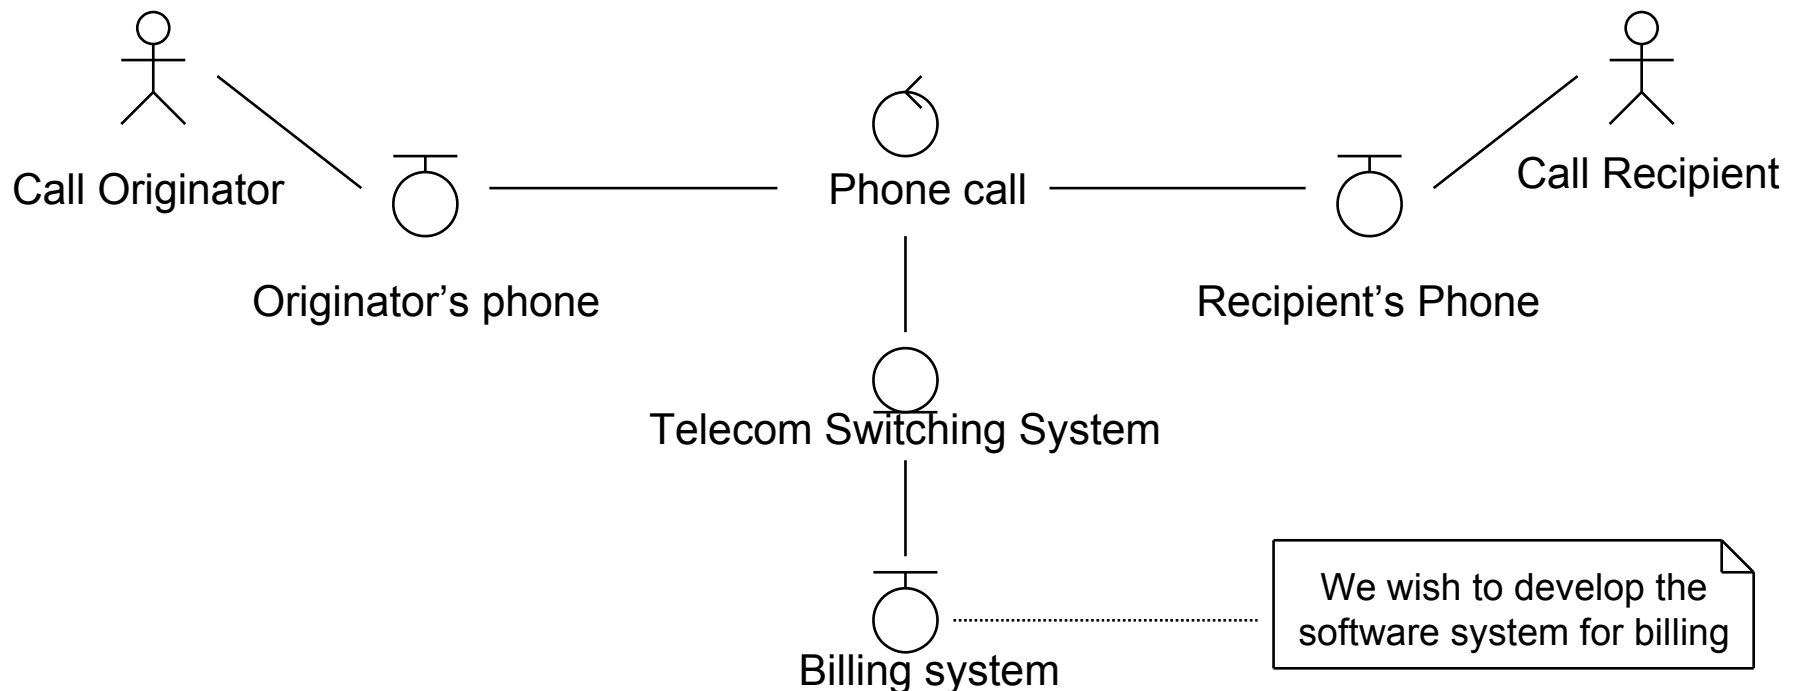 Call Originator
Phone call
Call Recipient
Originator’s phone
Recipient’s Phone
Telecom Switching System
We wish to develop the
software system for billing
Billing system